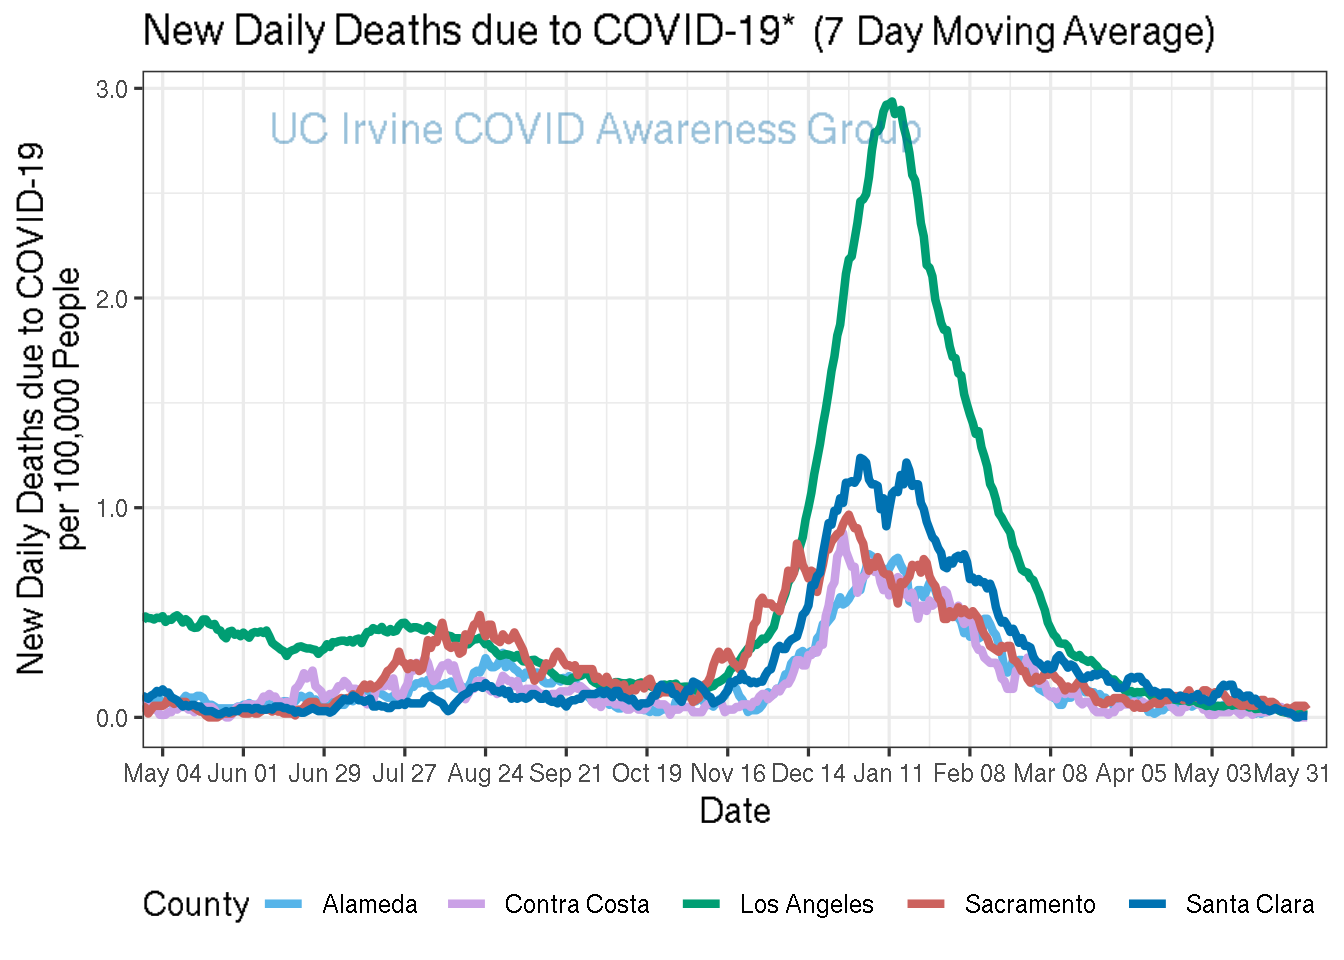 New Daily Deaths due to COVID-19* (7 Day Moving Average)
UC Irvine COVID Awareness Group
New Daily Deaths due to COVID-19
per 100,000 People
3.0
2.0
1.0
0.0
May 04 Jun 01 Jun 29 Jul 27 Aug 24 Sep 21 Oct 19 Nov 16 Dec 14 Jan 11 Feb 08 Mar 08 Apr 05 May 03 May 31
Date
County Alameda Contra Costa Los Angeles Sacramento Santa Clara